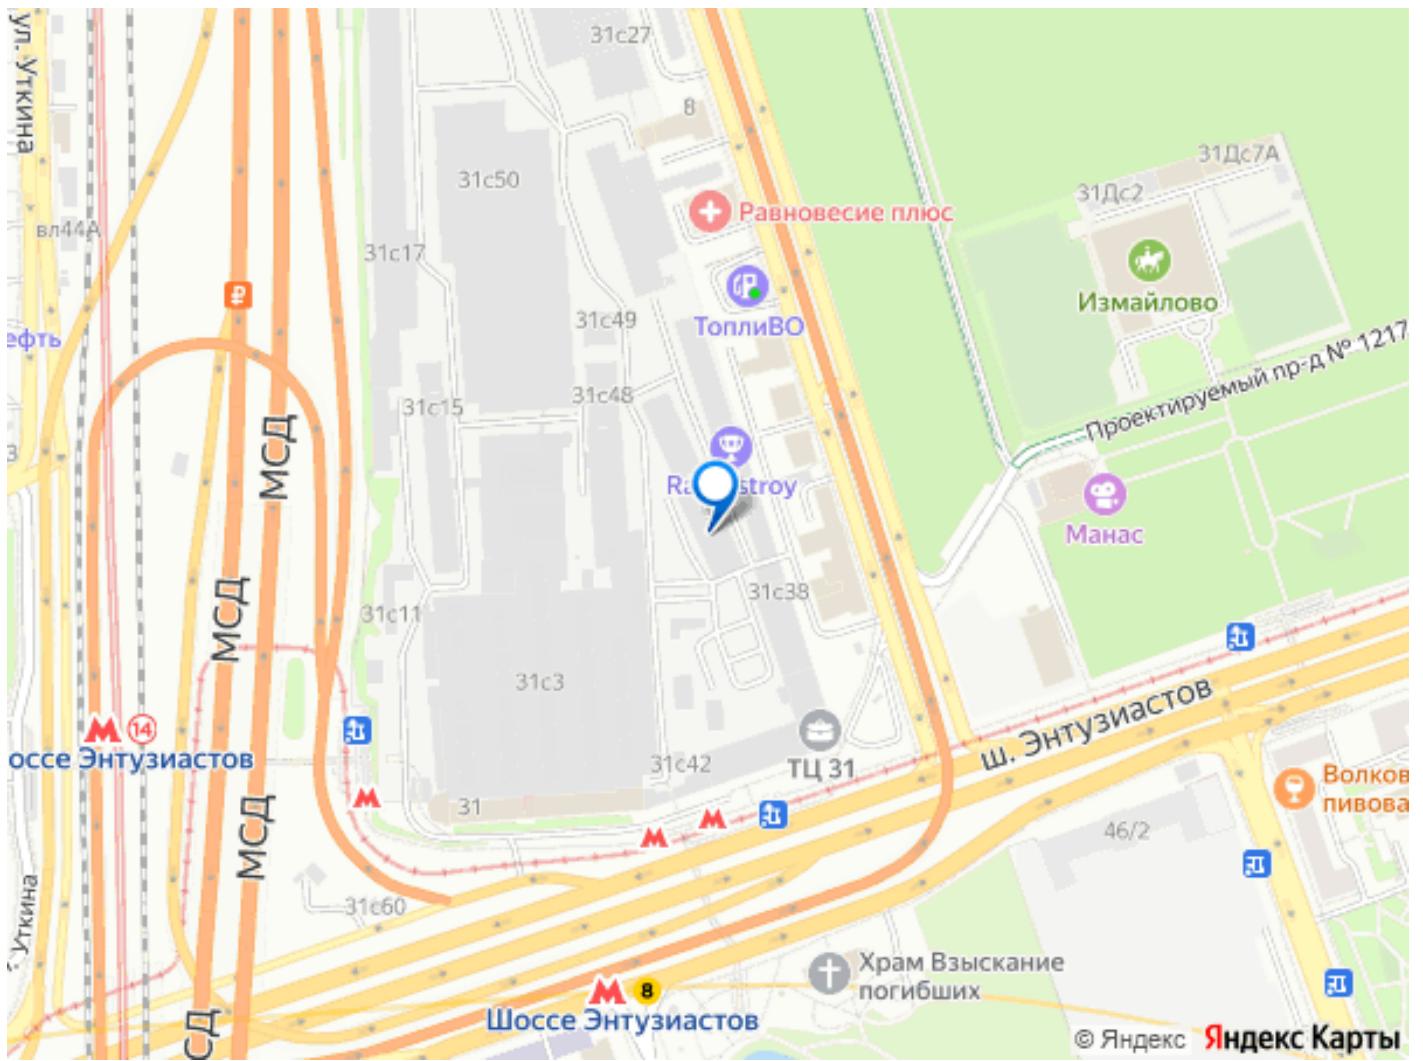 ул. Уткина
31с27
8
31Дс7А
31с50
31Дс2
Равновесие плюс
вл44А
31с17
Измайлово
31с49
ТоплиВО
ефть
Проектируемый пр-д № 1217
31с48
31с15
МСД
3
stroy
Манас
МСД
31с38
31с11
31с3
ш. Энтузиастов
14
оссе Энтузиастов
31с42
ТЦ 31
Волков
пивова
31
МСД
46/2
31с60
Уткина
Храм Взыскание
погибших
8
Шоссе Энтузиастов
СД
© Яндекс Яндекс Карты